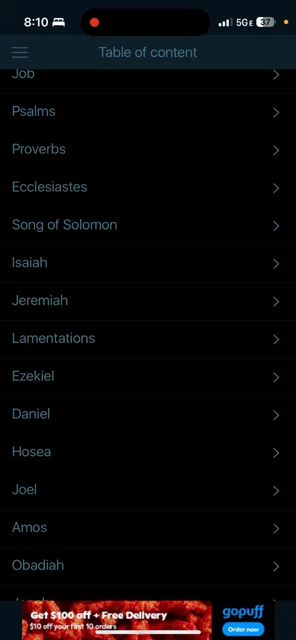 8:10
5GE 37
Table of content
Job
Psalms
Proverbs
Ecclesiastes
Song of Solomon
Isaiah
Jeremiah
Lamentations
Ezekiel
Daniel
Hosea
Joel
Amos
Obadiah
Get $100 off + Free Delivery
$10 off your first 10 orders
gopuff
Order now